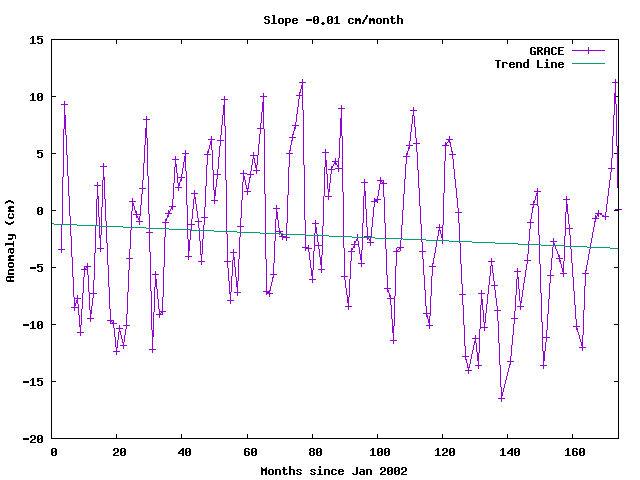 Slope -0.01 cm/month
15
GRACE
Trend Line
10
5
0
-5
-10
-15
-20
Anomaly (cm)
0 20 40 60 80 100 120 140 160
Months since Jan 2002